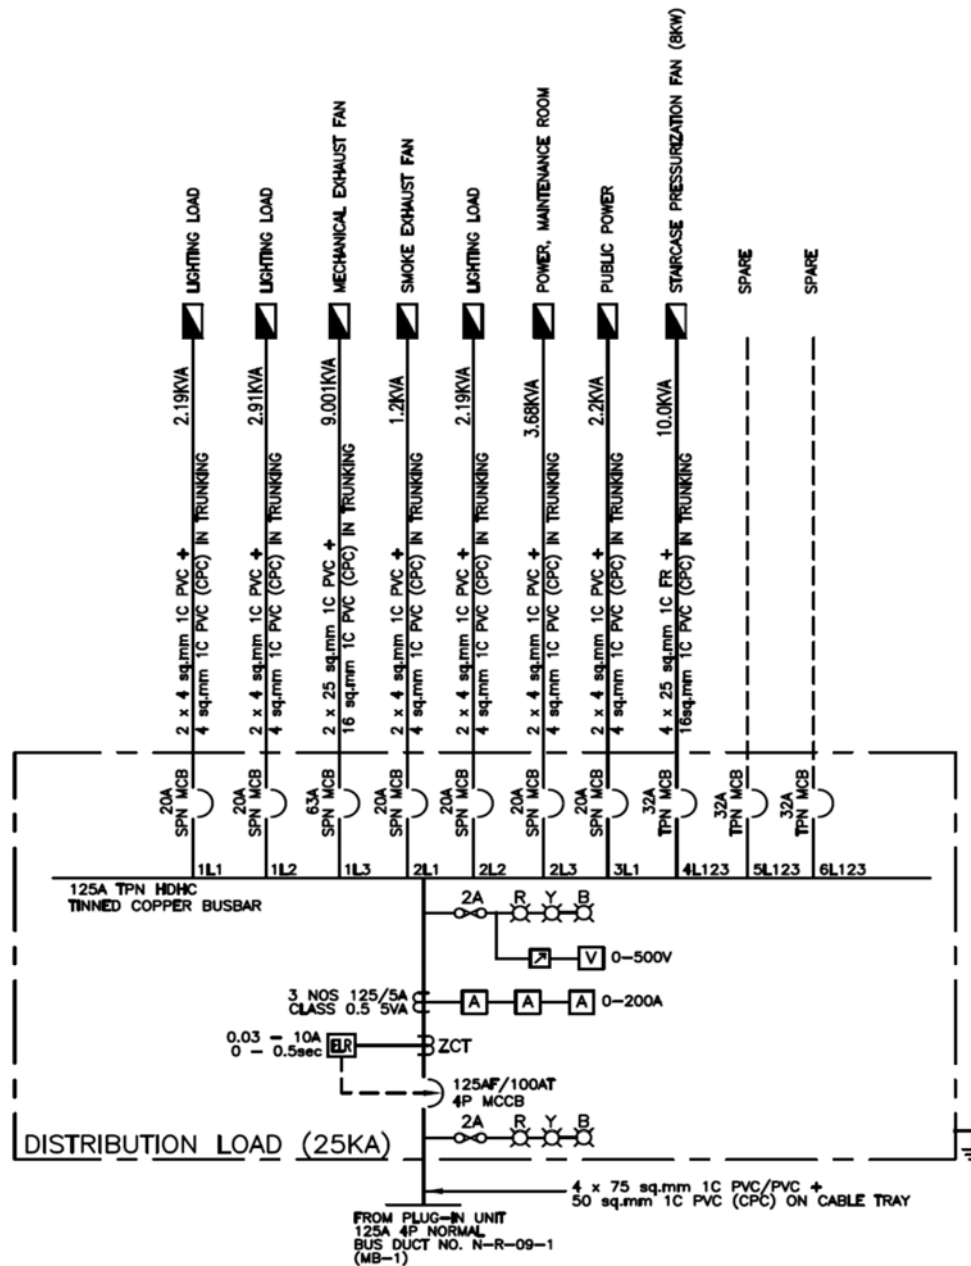 LIGHTING LOAD
LIGHTING LOAD
MECHANICAL EXHAUST FAN
SMOKE EXHAUST FAN
LIGHTING LOAD
POWER, MAINTENANCE ROOM
PUBLIC POWER
STAIRCASE PRESSURIZATION FAN (8KW)
SPARE
SPARE
2.19KVA
2.91KVA
9.001KVA
1.2KVA
2.19KVA
3.68KVA
2.2KVA
10.0KVA
2 x 4 sq.mm 1C PVC +
4 sq.mm 1C PVC (CPC) IN TRUNKING
2 x 4 sq.mm 1C PVC +
4 sq.mm 1C PVC (CPC) IN TRUNKING
2 x 25 sq.mm 1C PVC +
16 sq.mm 1C PVC (CPC) IN TRUNKING
2 x 4 sq.mm 1C PVC +
4 sq.mm 1C PVC (CPC) IN TRUNKING
2 x 4 sq.mm 1C PVC +
4 sq.mm 1C PVC (CPC) IN TRUNKING
2 x 4 sq.mm 1C PVC +
4 sq.mm 1C PVC (CPC) IN TRUNKING
2 x 4 sq.mm 1C PVC +
4 sq.mm 1C PVC (CPC) IN TRUNKING
4 x 25 sq.mm 1C FR +
16sq.mm 1C PVC (CPC) IN TRUNKING
20A
SPN MCB
20A
SPN MCB
63A
SPN MCB
20A
SPN MCB
20A
SPN MCB
20A
SPN MCB
20A
SPN MCB
32A
TPN MCB
32A
TPN MCB
32A
TPN MCB
1L1
1L2
1L3
2L1
2L2
2L3
3L1
4L123
5L123
6L123
125A TPN HDHC
TINNED COPPER BUSBAR
2A
R Y B
V
0-500V
3 NOS 125/5A
CLASS 0.5 5VA
A A A
0-200A
0.03 - 10A
0 - 0.5sec
ELR
ZCT
125AF/100AT
4P MCCB
2A
R Y B
DISTRIBUTION LOAD (25KA)
4 x 75 sq.mm 1C PVC/PVC +
50 sq.mm 1C PVC (CPC) ON CABLE TRAY
FROM PLUG-IN UNIT
125A 4P NORMAL
BUS DUCT NO. N-R-09-1
(MB-1)